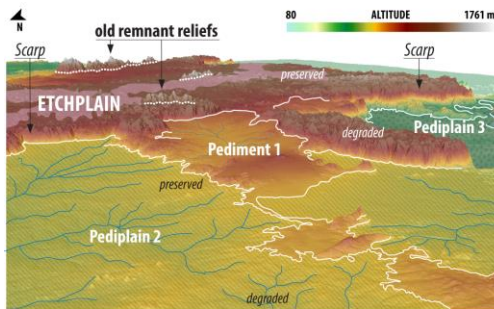 80 ALTITUDE 1761 m
N
old remnant reliefs
Scarp
Scarp
preserved
ETCHPLAIN
Pediplain 3
degraded
Pediment 1
preserved
Pediplain 2
degraded